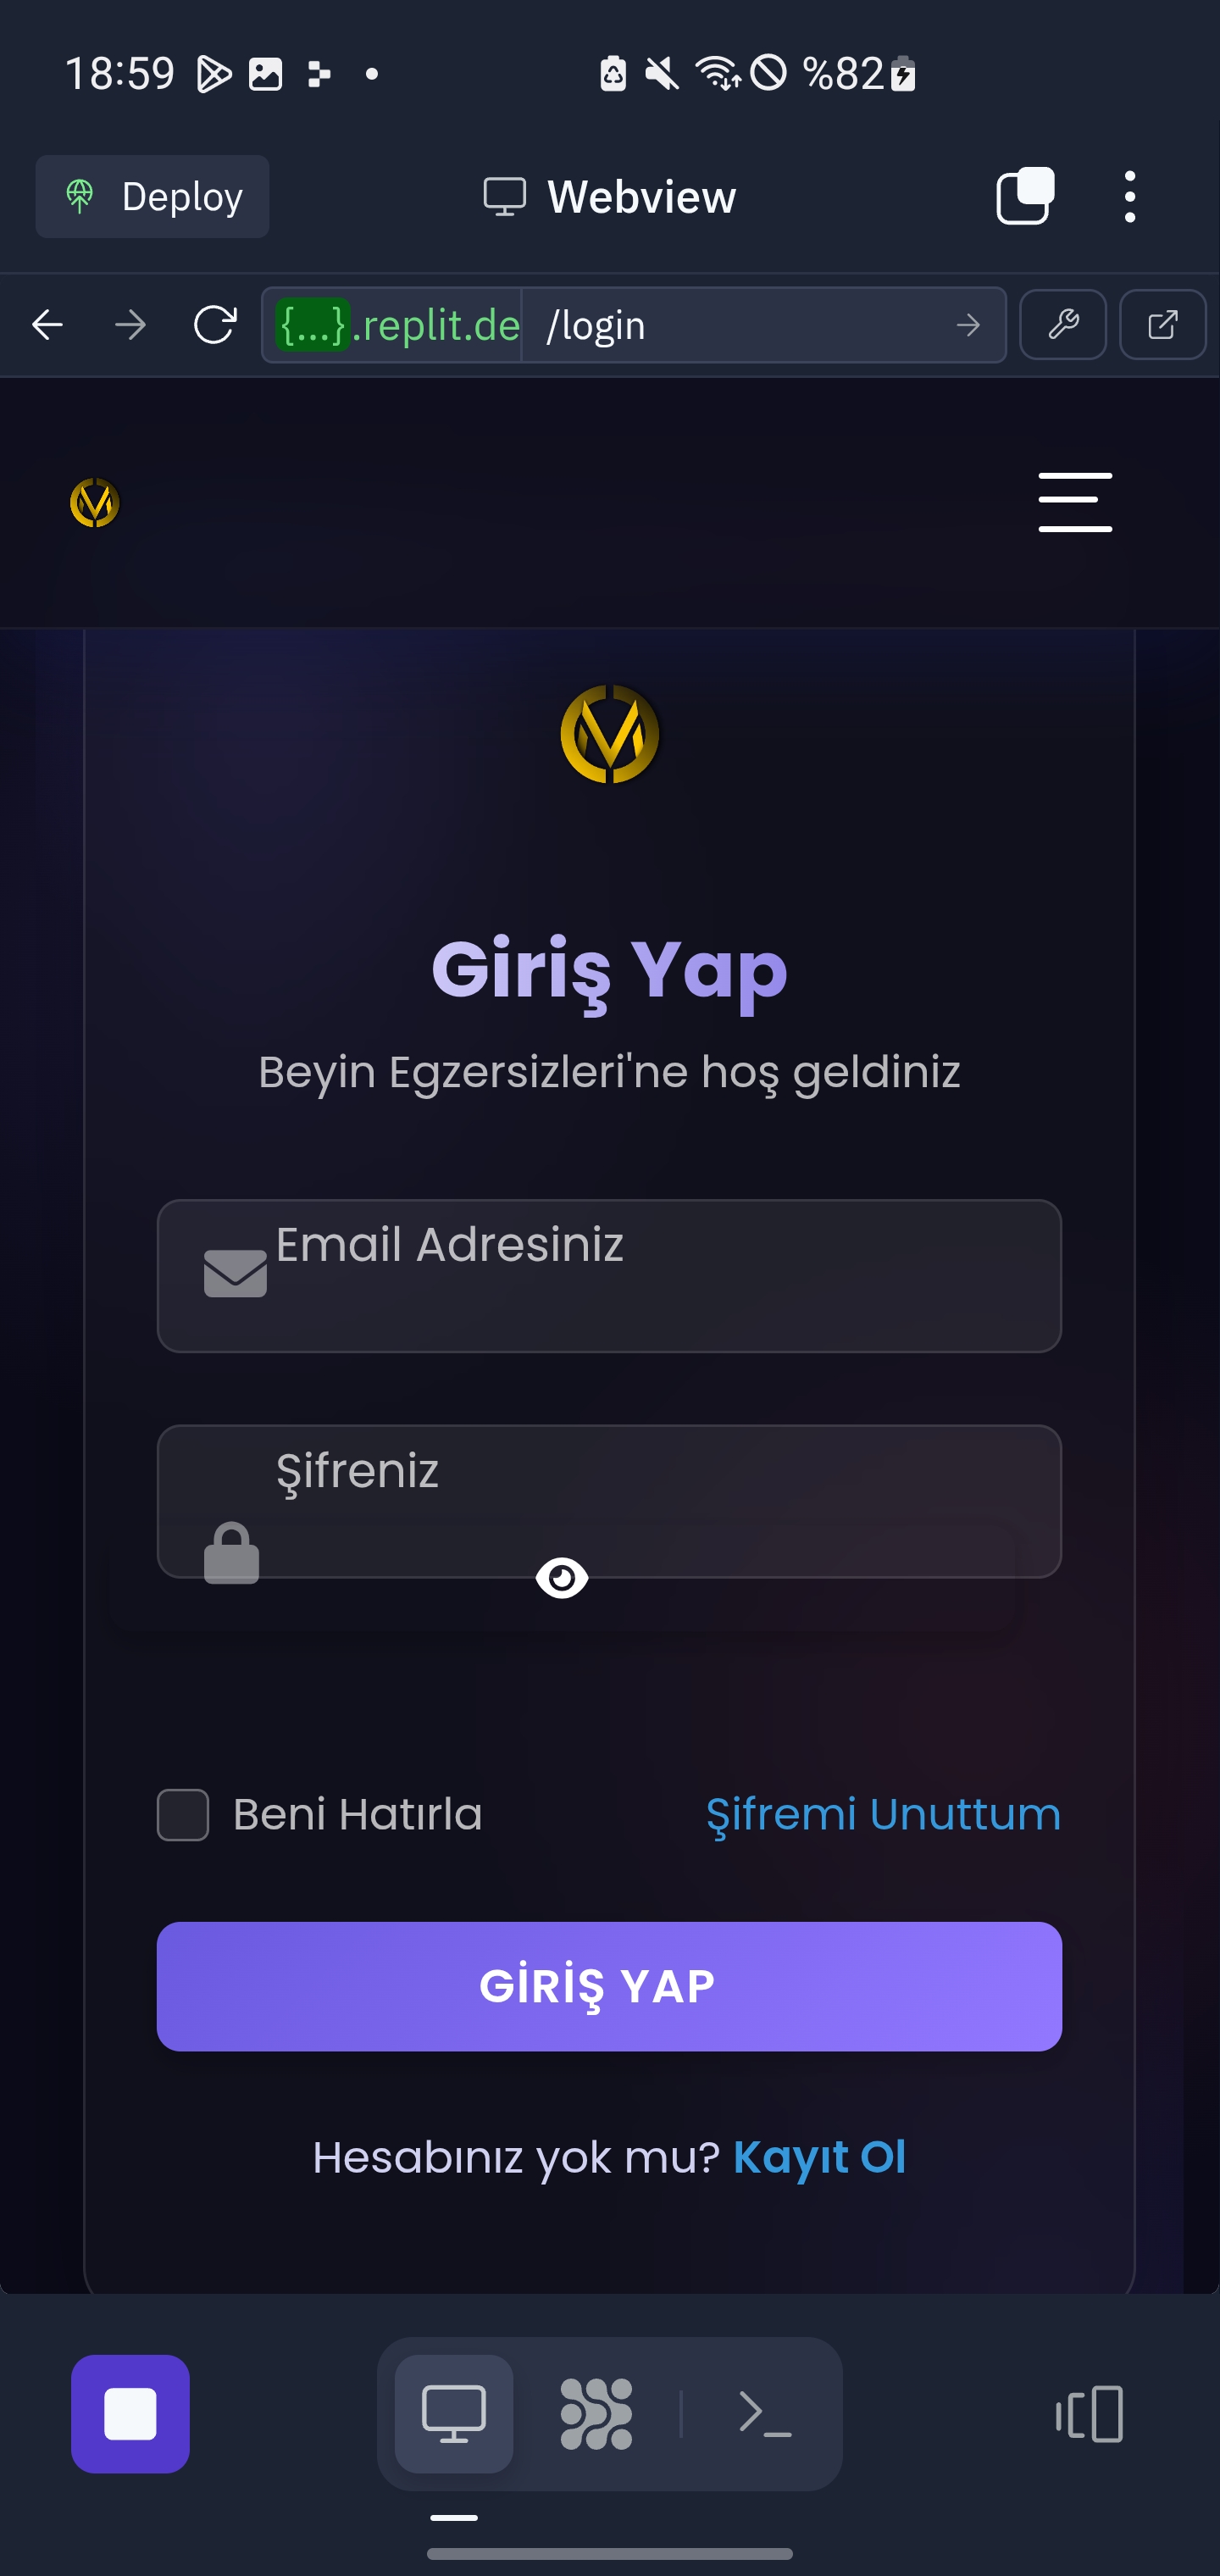 18:59 %82
Deploy Webview
{...}.replit.de /login
Giriş Yap
Beyin Egzersizleri'ne hoş geldiniz
Email Adresiniz
Şifreniz
Beni Hatırla Şifremi Unuttum
GİRİŞ YAP
Hesabınız yok mu? Kayıt Ol